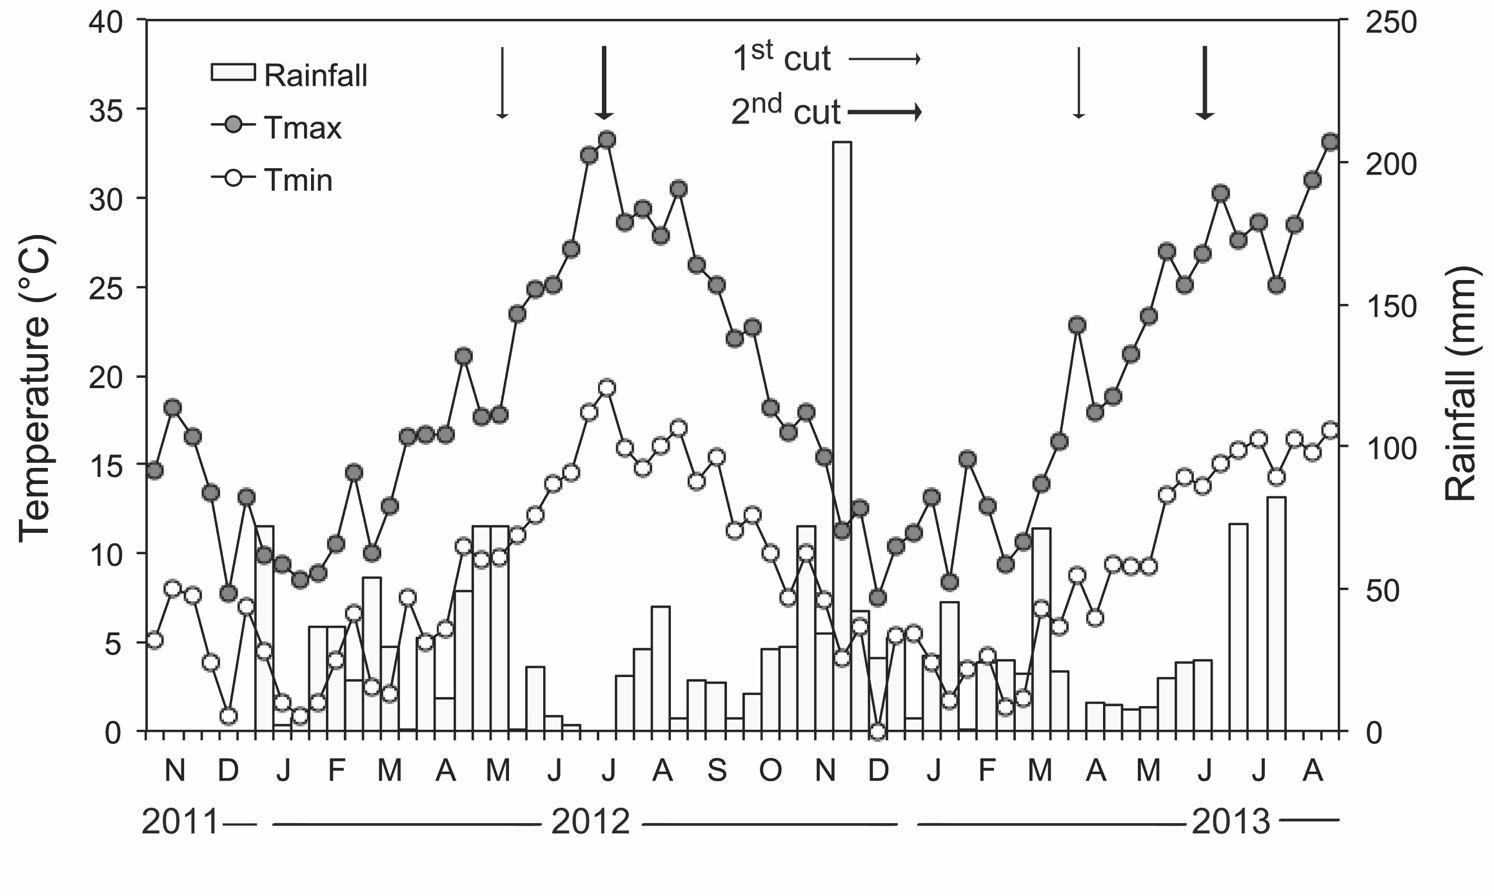 40
35
30
25
20
15
10
5
0
Temperature (°C)
Rainfall
Tmax
Tmin
1st cut
2nd cut
250
200
150
100
50
0
Rainfall (mm)
N D J F M A M J J A S O N D J F M A M J J A
2011 2012 2013